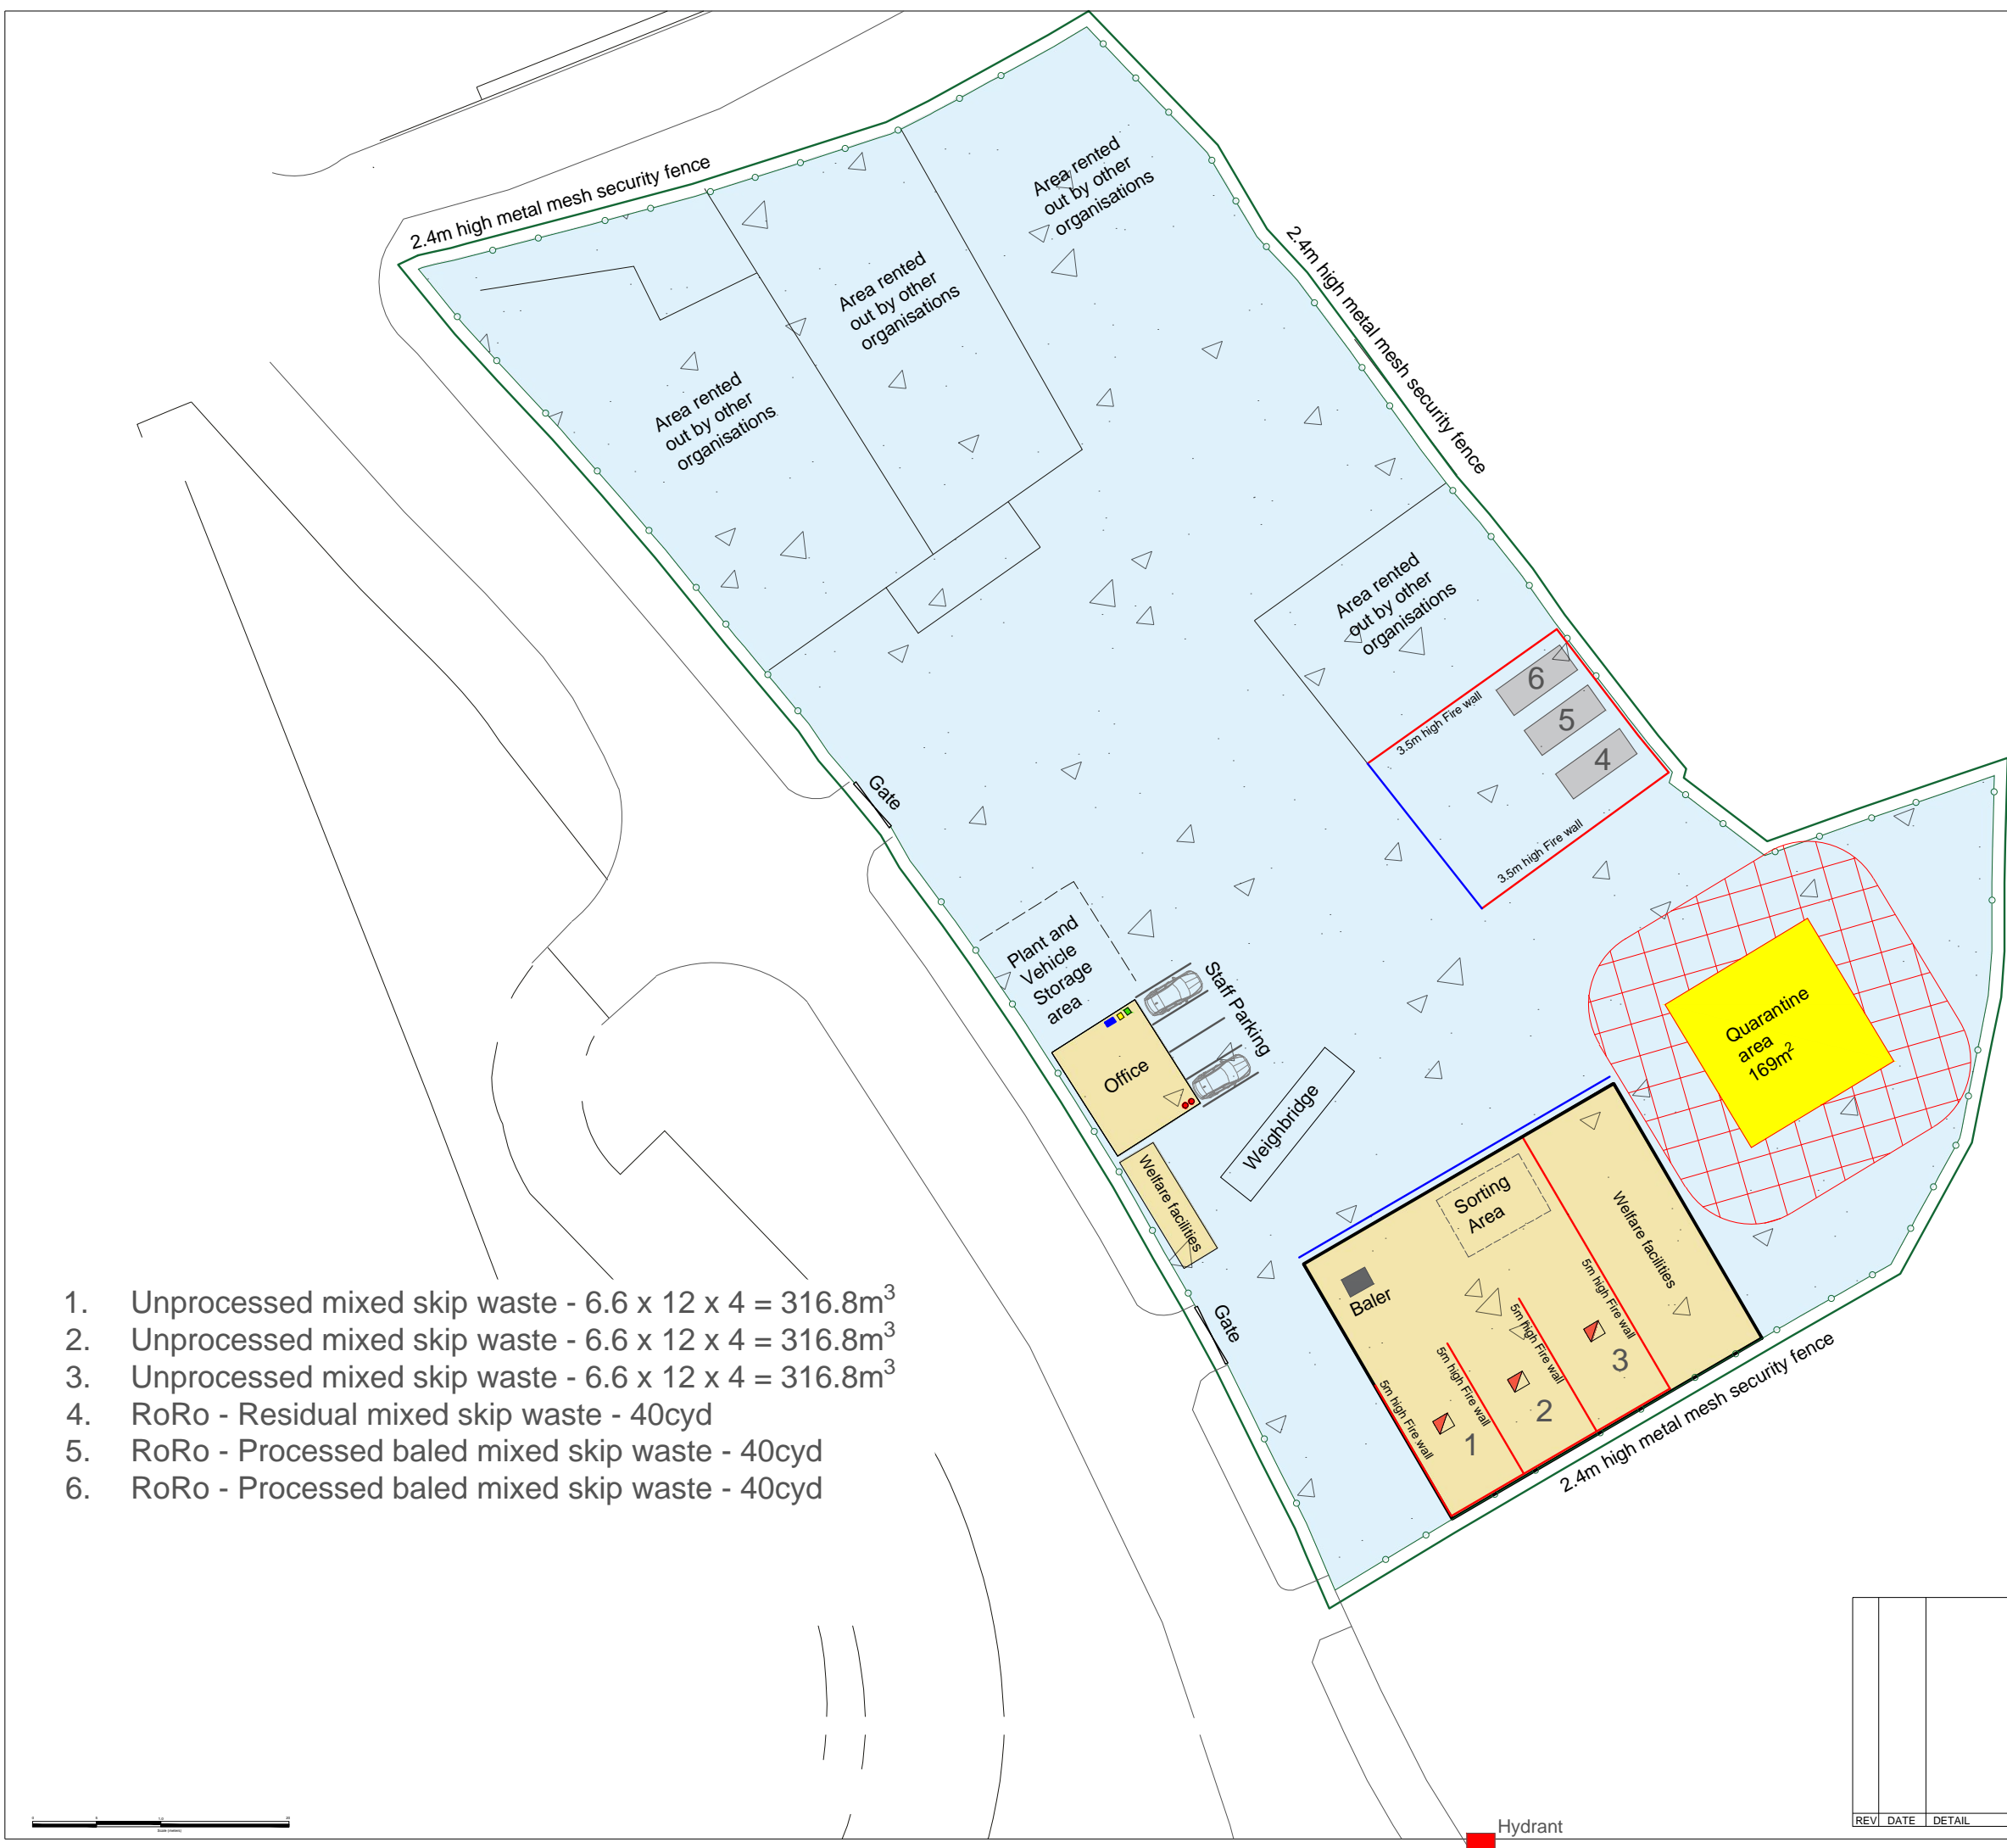 2.4m high metal mesh security fence
Area rented
out by other
organisations
2.4m high metal mesh security fence
Area rented
out by other
organisations
Area rented
out by other
organisations
Area rented
out by other
organisations
6
5
4
3.5m high Fire wall
3.5m high Fire wall
Gate
Plant and
Vehicle
Storage
area
Staff Parking
Office
Quarantine
area
169m²
Weighbridge
Welfare facilities
Sorting
Area
Welfare facilities
Baler
5m high Fire wall
5m high Fire wall
5m high Fire wall
5m high Fire wall
1
2
3
Gate
2.4m high metal mesh security fence
1. Unprocessed mixed skip waste - 6.6 x 12 x 4 = 316.8m³
2. Unprocessed mixed skip waste - 6.6 x 12 x 4 = 316.8m³
3. Unprocessed mixed skip waste - 6.6 x 12 x 4 = 316.8m³
4. RoRo - Residual mixed skip waste - 40cyd
5. RoRo - Processed baled mixed skip waste - 40cyd
6. RoRo - Processed baled mixed skip waste - 40cyd
REV DATE DETAIL
Hydrant